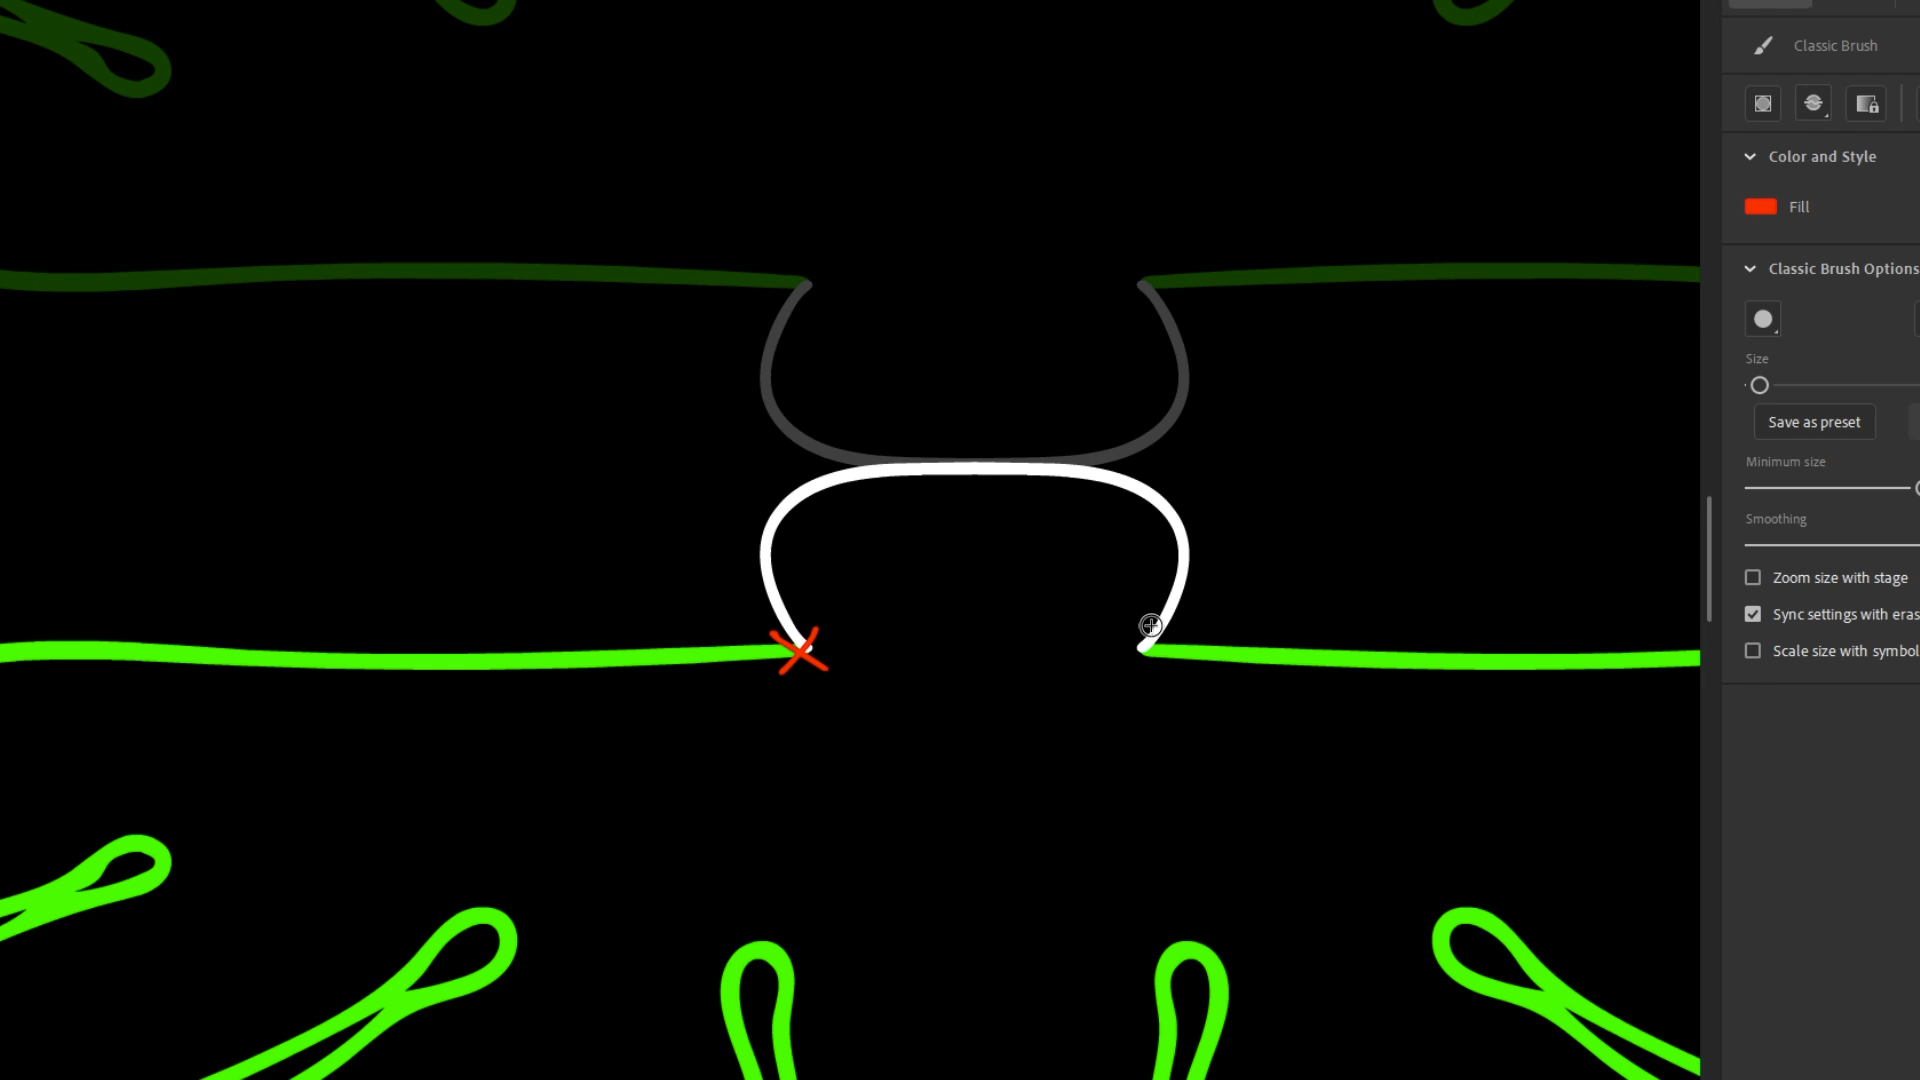 Classic Brush
Color and Style
Fill
Classic Brush Options
Size
Save as preset
Minimum size
Smoothing
Zoom size with stage
Sync settings with eras
Scale size with symbol